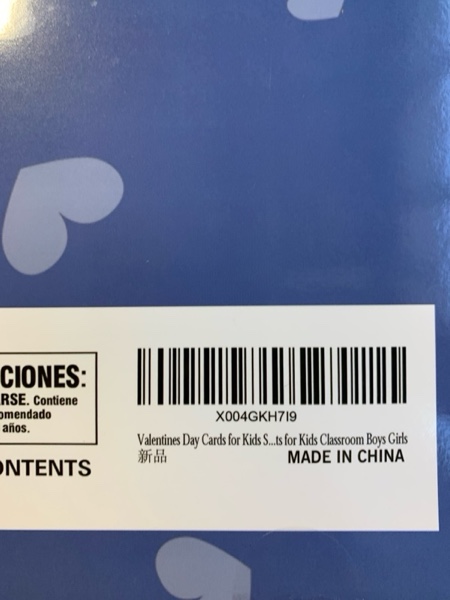 CIONES:
RSE. Contiene
omendado
años.
ONTENTS
X004GKH7I9
Valentines Day Cards for Kids S...ts for Kids Classroom Boys Girls
新品
MADE IN CHINA